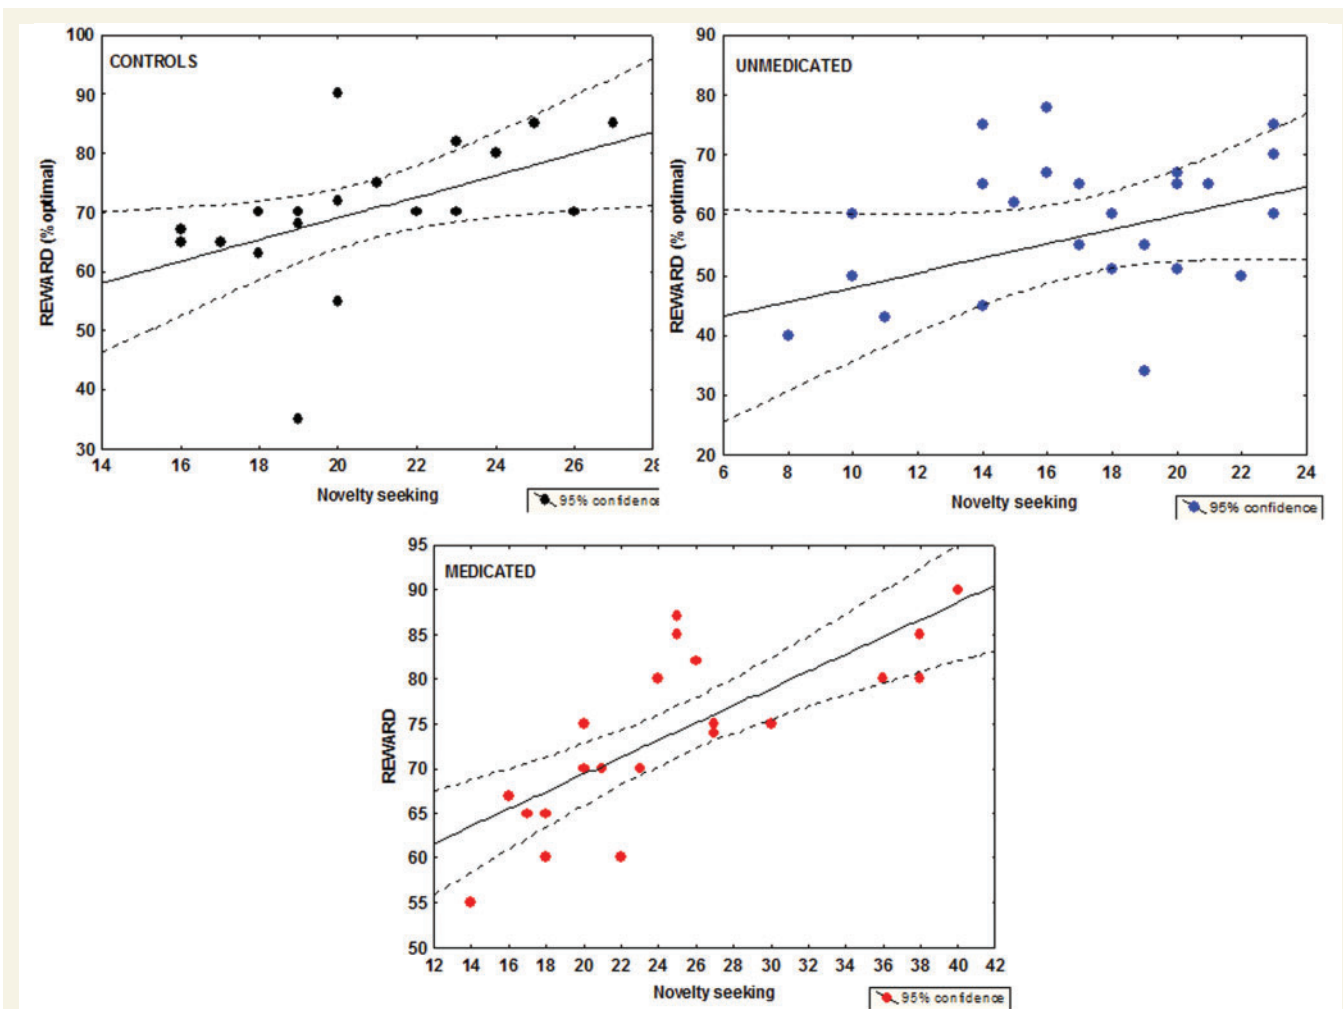 CONTROLS
REWARD (% optimal)
100
90
80
70
60
50
40
30
14 16 18 20 22 24 26 28
Novelty seeking
95% confidence
UNMEDICATED
REWARD (% optimal)
90
80
70
60
50
40
30
20
6 8 10 12 14 16 18 20 22 24
Novelty seeking
95% confidence
MEDICATED
REWARD
95
90
85
80
75
70
65
60
55
50
12 14 16 18 20 22 24 26 28 30 32 34 36 38 40 42
Novelty seeking
95% confidence